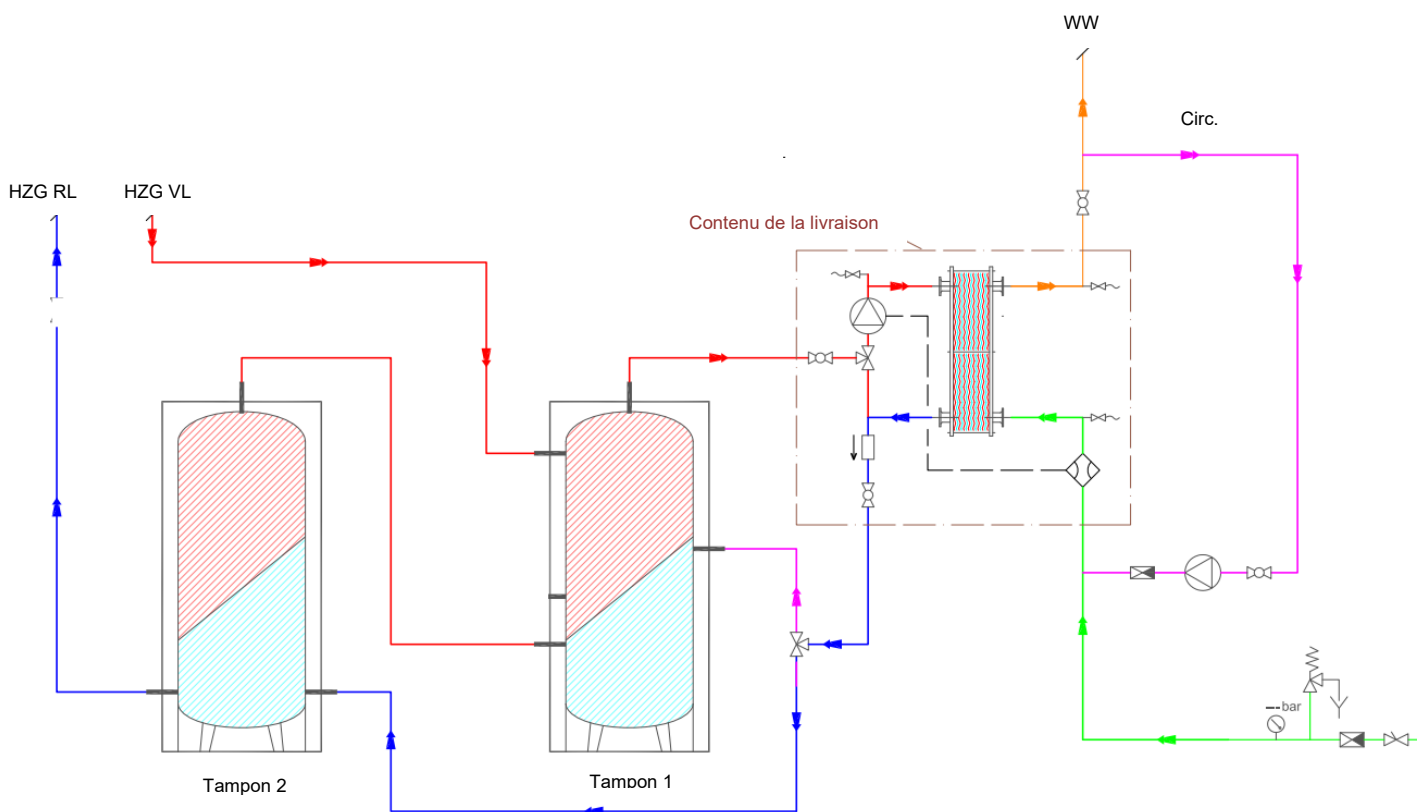 WW
Circ.
HZG RL
HZG VL
Contenu de la livraison
bar
Tampon 2
Tampon 1